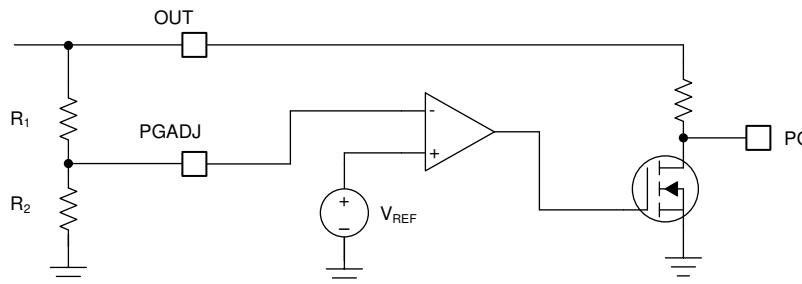 OUT
R1
PGADJ
-
+
PG
R2
+
−
VREF